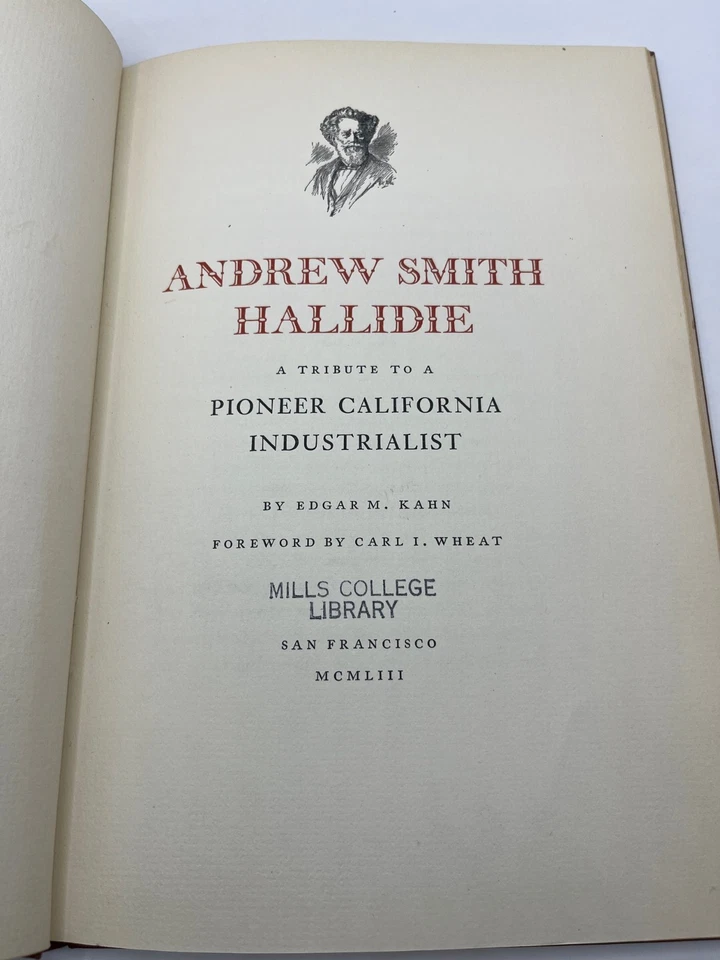 ANDREW SMITH
HALLIDIE
A TRIBUTE TO A
PIONEER CALIFORNIA
INDUSTRIALIST
BY EDGAR M. KAHN
FOREWORD BY CARL I. WHEAT
MILLS COLLEGE
LIBRARY
SAN FRANCISCO
MCMLIII